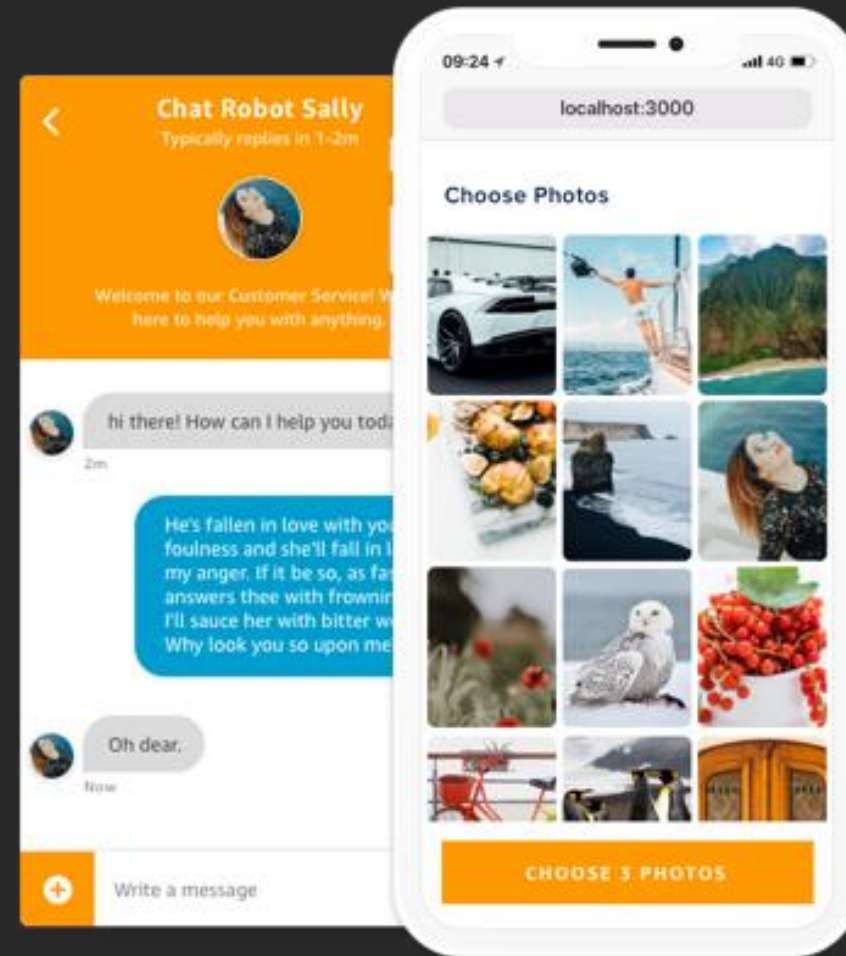 Chat Robot Sally
Typically replies in 1-2m
Welcome to our Customer Service! W
here to help you with anything.
hi there! How can I help you toda
2m
He's fallen in love with you
foulness and she'll fall in l
my anger. If it be so, as fas
answers thee with frownin
I'll sauce her with bitter w
Why look you so upon me
Oh dear.
Now
Write a message
09:24
4G
localhost:3000
Choose Photos
CHOOSE 3 PHOTOS